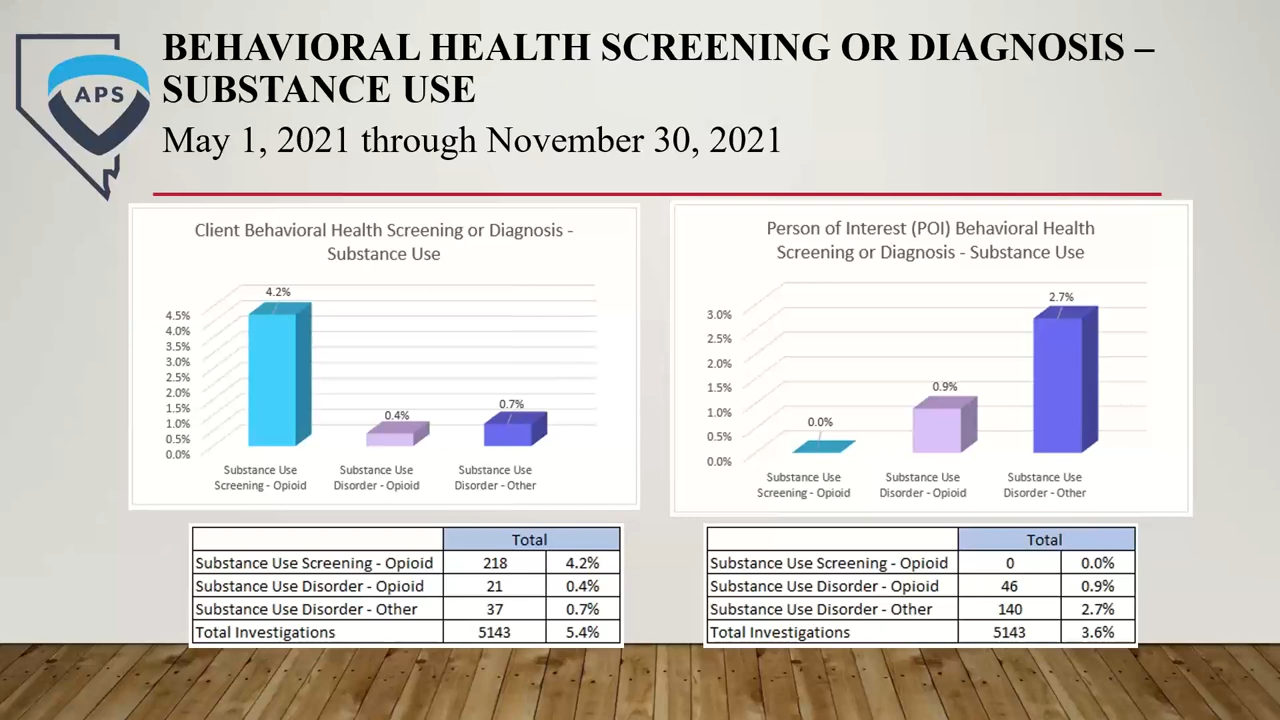 APS
BEHAVIORAL HEALTH SCREENING OR DIAGNOSIS –
SUBSTANCE USE
May 1, 2021 through November 30, 2021
Client Behavioral Health Screening or Diagnosis -
Substance Use
4.2%
4.5%
4.0%
3.5%
3.0%
2.5%
2.0%
1.5%
1.0%
0.5%
0.0%
0.4%
0.7%
Substance Use Substance Use Substance Use
Screening - Opioid Disorder - Opioid Disorder - Other
Person of Interest (POI) Behavioral Health
Screening or Diagnosis - Substance Use
2.7%
3.0%
2.5%
2.0%
1.5%
1.0%
0.5%
0.0%
0.9%
0.0%
Substance Use Substance Use Substance Use
Screening - Opioid Disorder - Opioid Disorder - Other
Total
Substance Use Screening - Opioid 218 4.2%
Substance Use Disorder - Opioid 21 0.4%
Substance Use Disorder - Other 37 0.7%
Total Investigations 5143 5.4%
Total
Substance Use Screening - Opioid 0 0.0%
Substance Use Disorder - Opioid 46 0.9%
Substance Use Disorder - Other 140 2.7%
Total Investigations 5143 3.6%